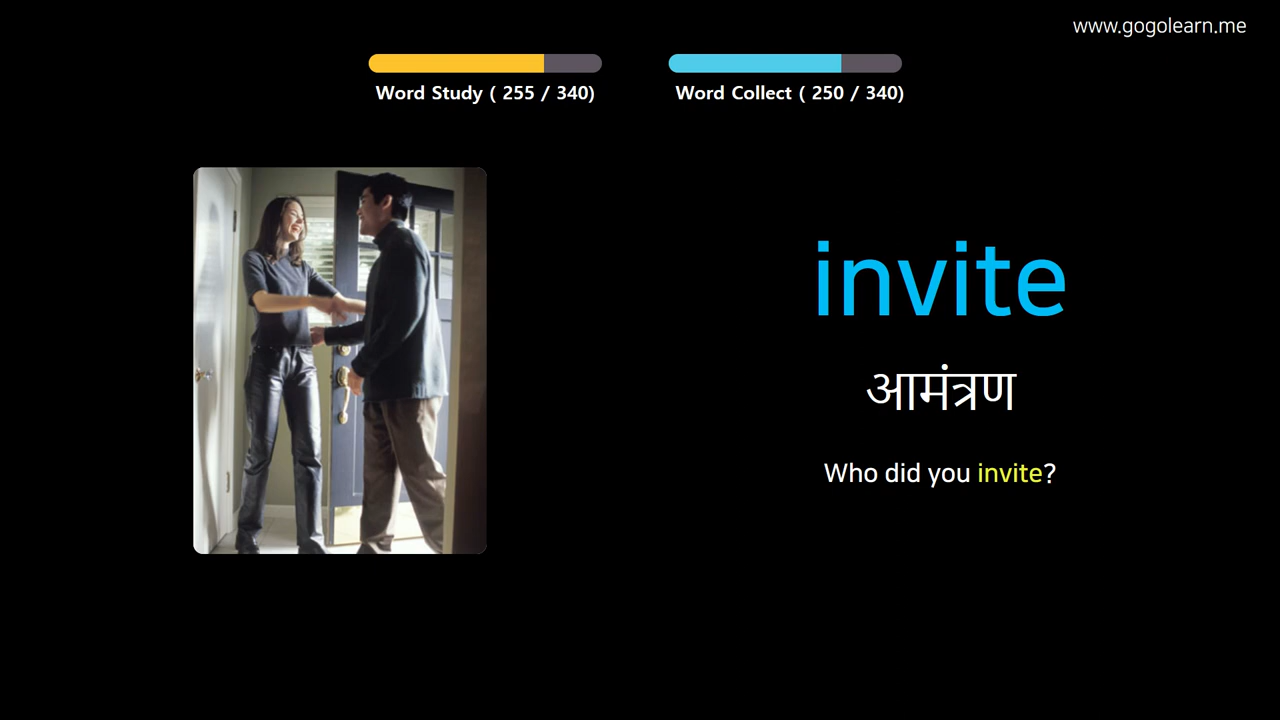 www.gogolearn.me
Word Study ( 255 / 340)
Word Collect ( 250 / 340)
invite
आमंत्रण
Who did you invite?